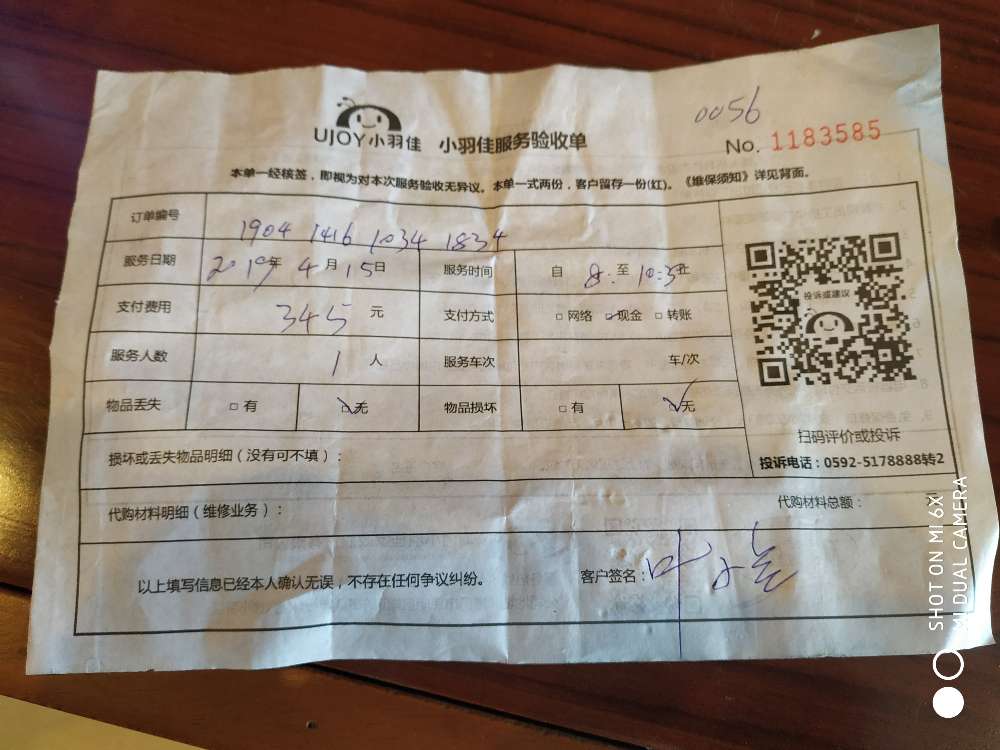 0056
UJOY小羽佳 小羽佳服务验收单 No. 1183585
本单一经核签，即视为对本次服务验收无异议。本单一式两份，客户留存一份(红)。《维保须知》详见背面。
订单编号 1904 1416 1034 1834
服务日期 2019年 4月15日 服务时间 自 8: 至 10:30止
支付费用 345 元 支付方式 □网络 ☑现金 □转账
服务人数 1 人 服务车次 车/次
物品丢失 □有 ☑无 物品损坏 □有 ☑无
投诉或建议
扫码评价或投诉
投诉电话：0592-5178888转2
损坏或丢失物品明细（没有可不填）：
代购材料明细（维修业务）： 代购材料总额： 元
以上填写信息已经本人确认无误，不存在任何争议纠纷。 客户签名：叶
SHOT ON MI 6X
MI DUAL CAMERA